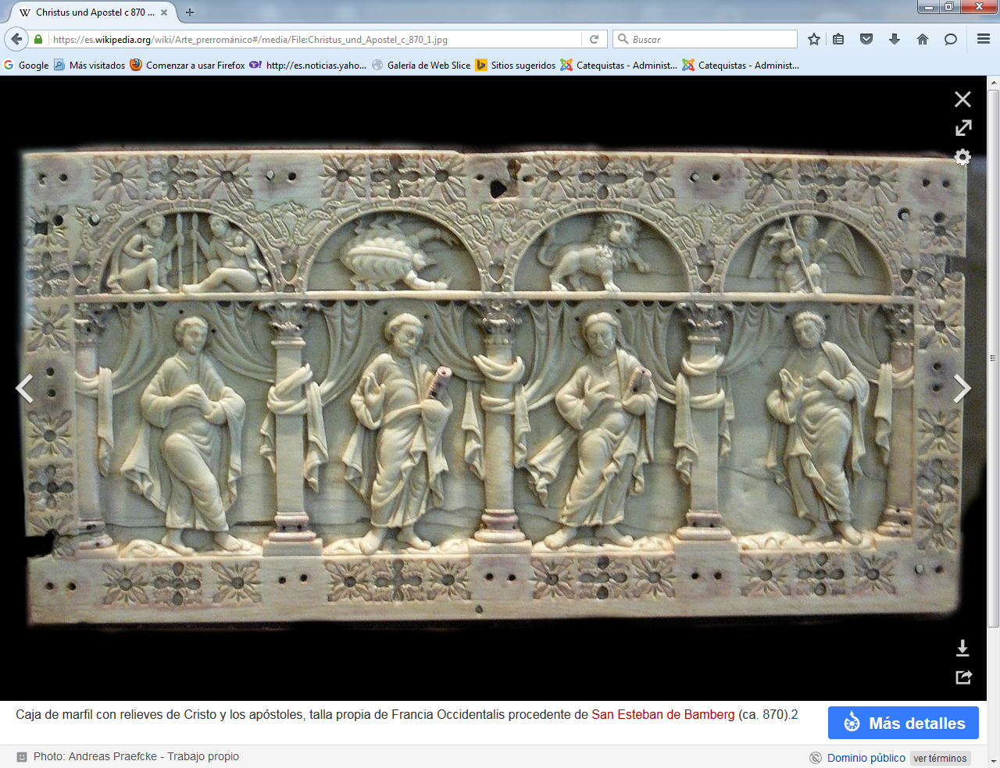 Christus und Apostel c 870 ...
https://es.wikipedia.org/wiki/Arte_prerrománico#/media/File:Christus_und_Apostel_c_870_1.jpg
Buscar
Google Más visitados Comenzar a usar Firefox http://es.noticias.yaho... Galería de Web Slice Sitios sugeridos Catequistas - Administ... Catequistas - Administ...
Caja de marfil con relieves de Cristo y los apóstoles, talla propia de Francia Occidentalis procedente de San Esteban de Bamberg (ca. 870).2
Más detalles
Photo: Andreas Praefcke - Trabajo propio
Dominio público ver términos